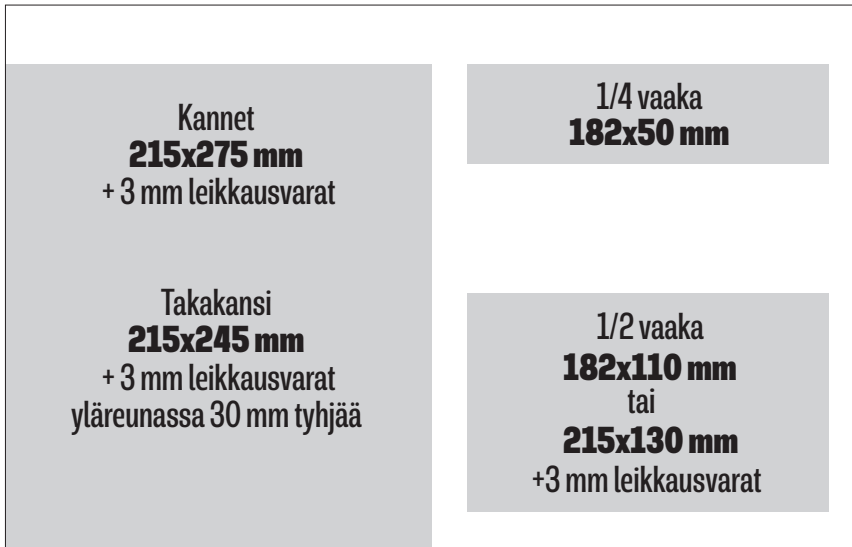 Kannet
215x275 mm
+ 3 mm leikkausvarat
Takakansi
215x245 mm
+ 3 mm leikkausvarat
yläreunassa 30 mm tyhjää
1/4 vaaka
182x50 mm
1/2 vaaka
182x110 mm
tai
215x130 mm
+3 mm leikkausvarat